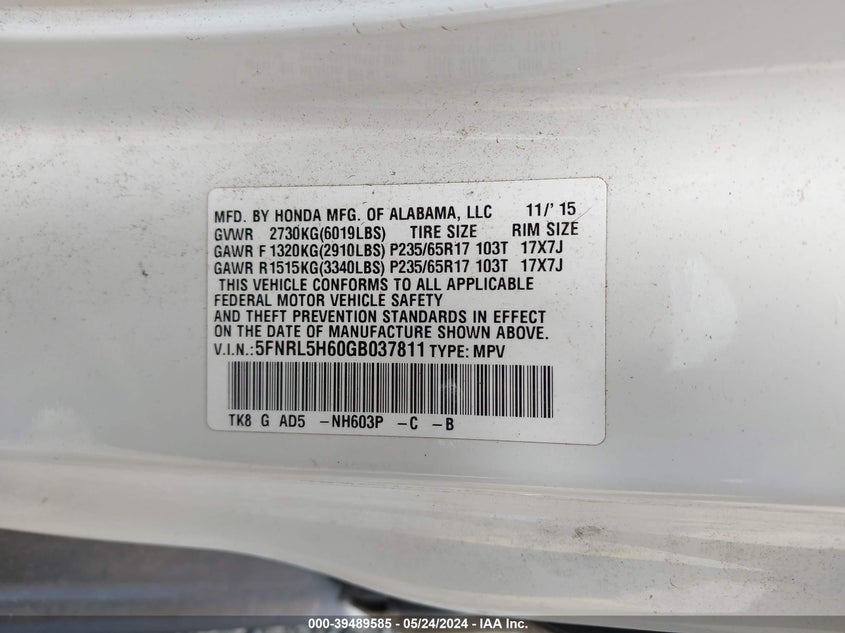 MFD. BY HONDA MFG. OF ALABAMA, LLC 11/' 15
GVWR 2730KG(6019LBS) TIRE SIZE RIM SIZE
GAWR F 1320KG(2910LBS) P235/65R17 103T 17X7J
GAWR R1515KG(3340LBS) P235/65R17 103T 17X7J
THIS VEHICLE CONFORMS TO ALL APPLICABLE
FEDERAL MOTOR VEHICLE SAFETY
AND THEFT PREVENTION STANDARDS IN EFFECT
ON THE DATE OF MANUFACTURE SHOWN ABOVE.
V.I.N.:5FNRL5H60GB037811 TYPE: MPV
TK8 G AD5 -NH603P -C -B
000-39489585 - 05/24/2024 - IAA Inc.